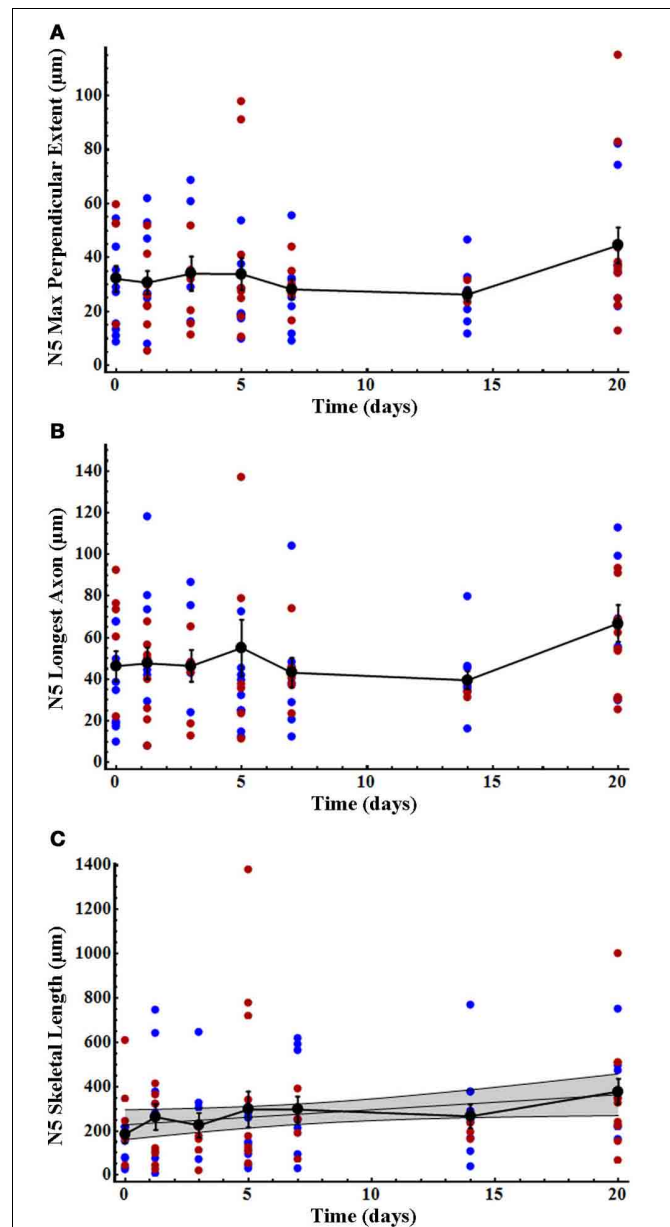 A
N5 Max Perpendicular Extent (µm)
100
80
60
40
20
0
0 5 10 15 20
Time (days)
B
N5 Longest Axon (µm)
140
120
100
80
60
40
20
0
0 5 10 15 20
Time (days)
C
N5 Skeletal Length (µm)
1400
1200
1000
800
600
400
200
0
0 5 10 15 20
Time (days)